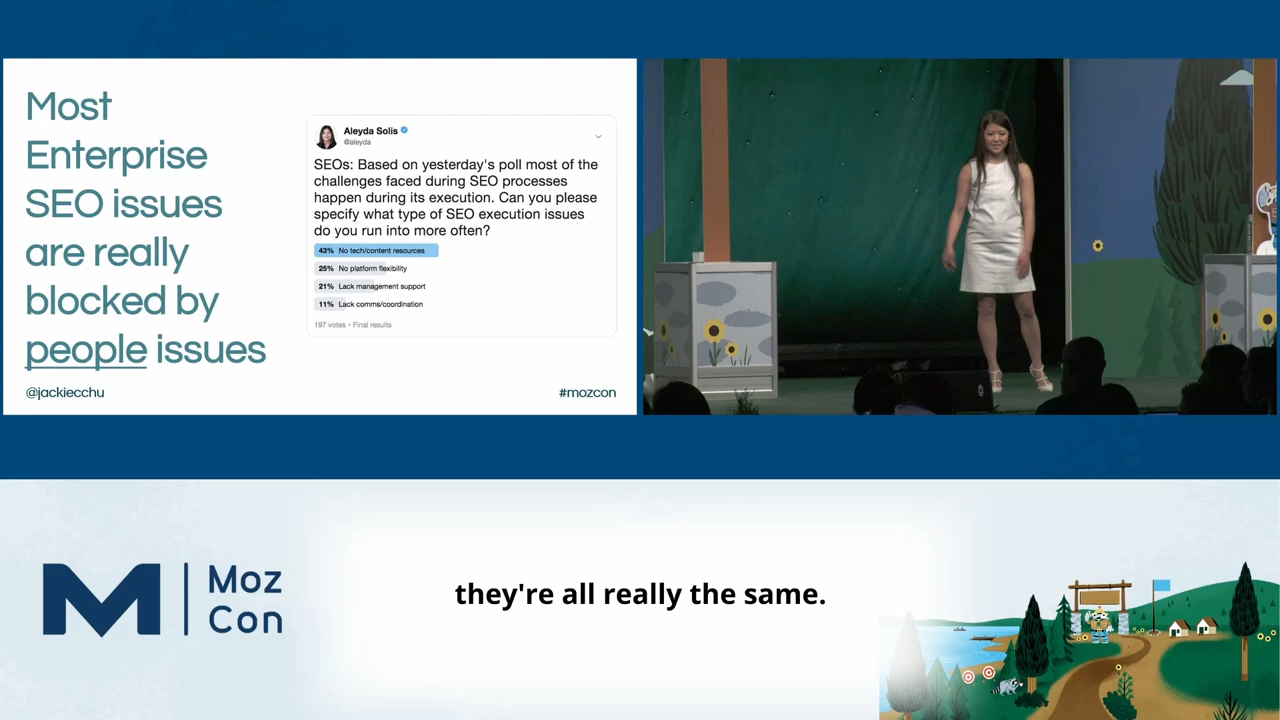 Most
Enterprise
SEO issues
are really
blocked by
people issues
@jackiecchu
#mozcon
Aleyda Solis
@aleyda
SEOs: Based on yesterday's poll most of the
challenges faced during SEO processes
happen during its execution. Can you please
specify what type of SEO execution issues
do you run into more often?
43% No tech/content resources
25% No platform flexibility
21% Lack management support
11% Lack comms/coordination
197 votes • Final results
M | Moz
Con
they're all really the same.